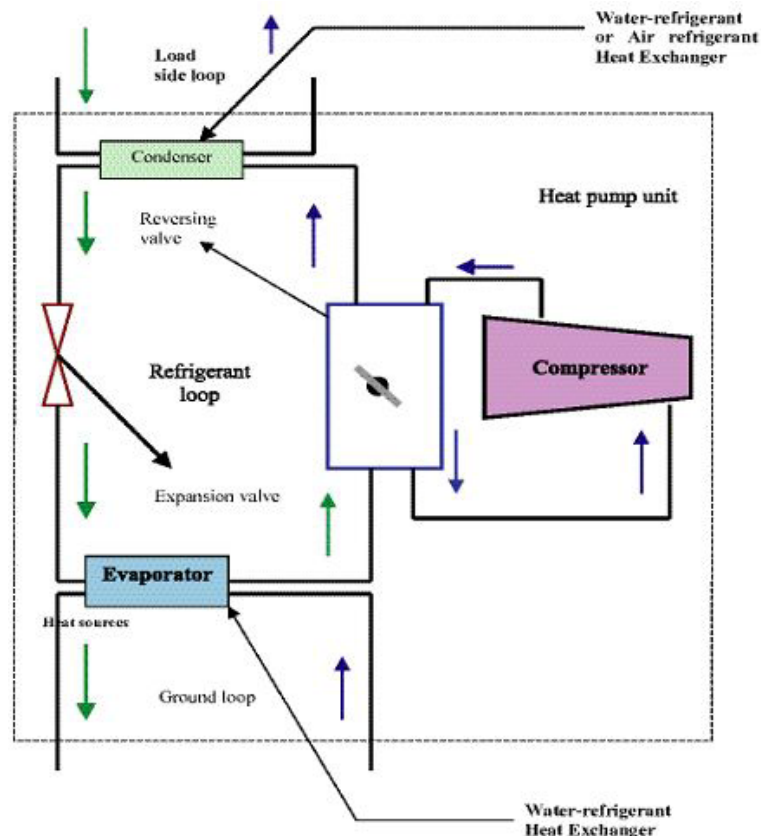 Water-refrigerant
or Air refrigerant
Heat Exchanger
Load
side loop
Condenser
Heat pump unit
Reversing
valve
Refrigerant
loop
Compressor
Expansion valve
Evaporator
Heat sources
Ground loop
Water-refrigerant
Heat Exchanger